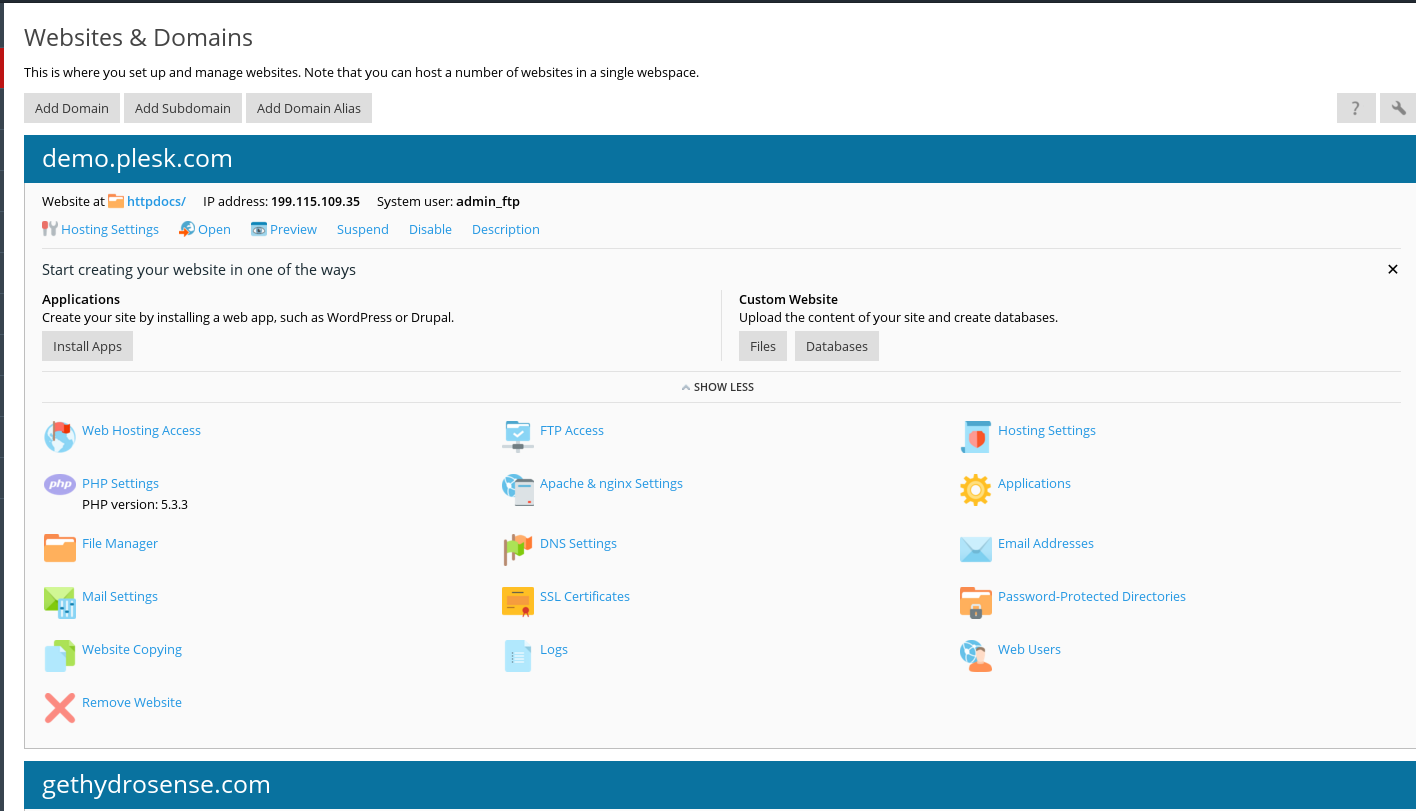 Websites & Domains
This is where you set up and manage websites. Note that you can host a number of websites in a single webspace.
Add Domain Add Subdomain Add Domain Alias ?
demo.plesk.com
Website at httpdocs/ IP address: 199.115.109.35 System user: admin_ftp
Hosting Settings Open Preview Suspend Disable Description
Start creating your website in one of the ways
Applications Custom Website
Create your site by installing a web app, such as WordPress or Drupal. Upload the content of your site and create databases.
Install Apps Files Databases
SHOW LESS
Web Hosting Access FTP Access Hosting Settings
php PHP Settings Apache & nginx Settings Applications
PHP version: 5.3.3
File Manager DNS Settings Email Addresses
Mail Settings SSL Certificates Password-Protected Directories
Website Copying Logs Web Users
Remove Website
gethydrosense.com